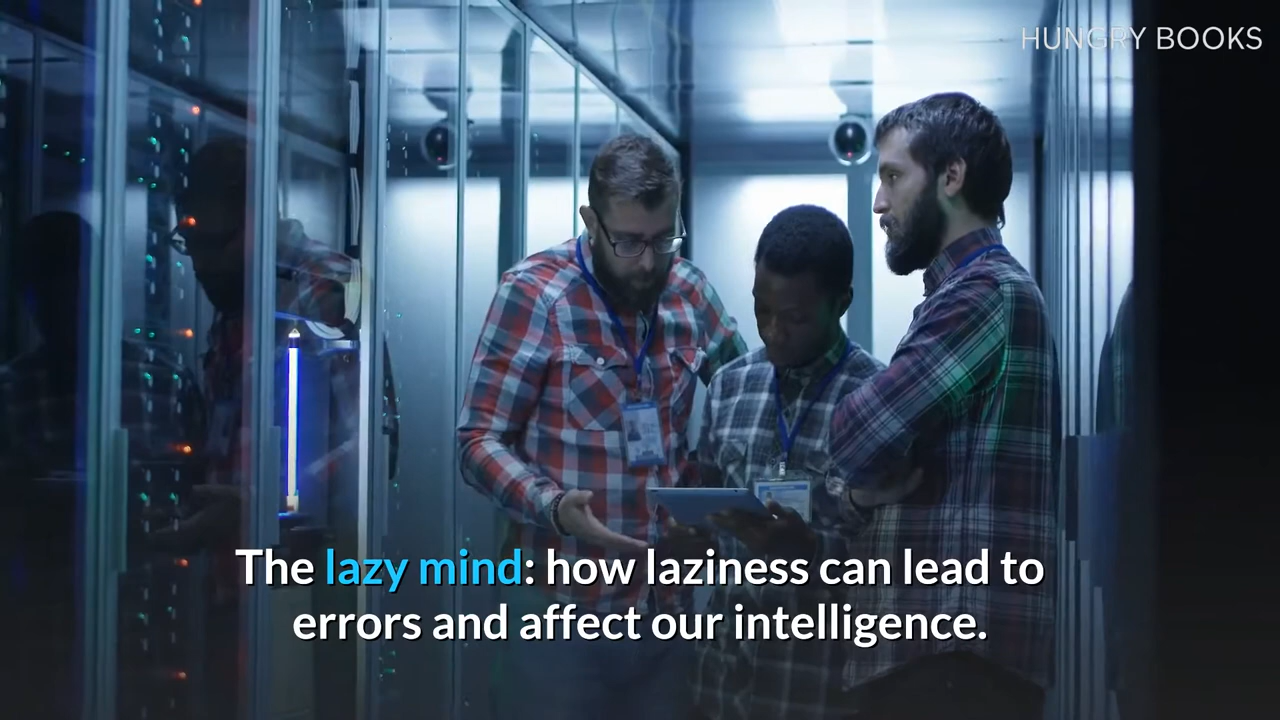 HUNGRY BOOKS
The lazy mind: how laziness can lead to
errors and affect our intelligence.